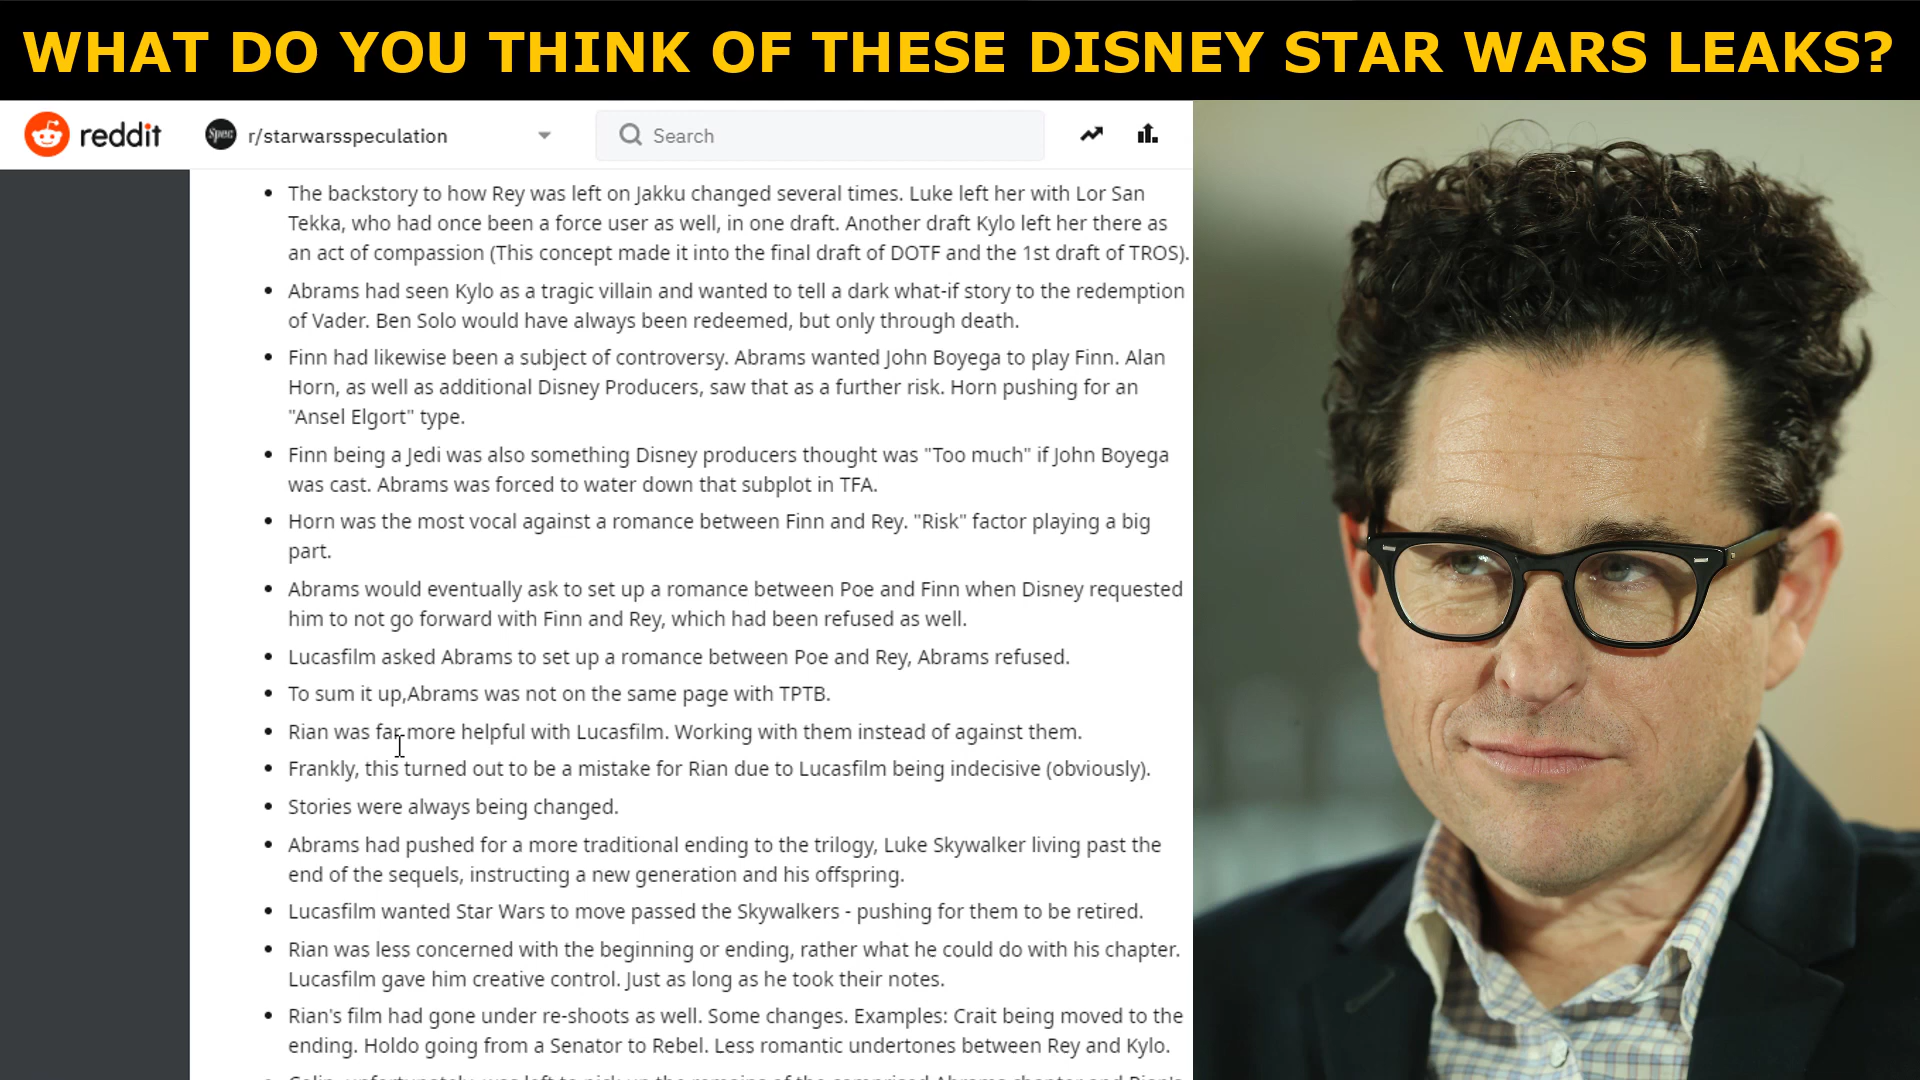 WHAT DO YOU THINK OF THESE DISNEY STAR WARS LEAKS?
reddit
Spec
r/starwarsspeculation
Search
The backstory to how Rey was left on Jakku changed several times. Luke left her with Lor San
Tekka, who had once been a force user as well, in one draft. Another draft Kylo left her there as
an act of compassion (This concept made it into the final draft of DOTF and the 1st draft of TROS).
Abrams had seen Kylo as a tragic villain and wanted to tell a dark what-if story to the redemption
of Vader. Ben Solo would have always been redeemed, but only through death.
Finn had likewise been a subject of controversy. Abrams wanted John Boyega to play Finn. Alan
Horn, as well as additional Disney Producers, saw that as a further risk. Horn pushing for an
"Ansel Elgort" type.
Finn being a Jedi was also something Disney producers thought was "Too much" if John Boyega
was cast. Abrams was forced to water down that subplot in TFA.
Horn was the most vocal against a romance between Finn and Rey. "Risk" factor playing a big
part.
Abrams would eventually ask to set up a romance between Poe and Finn when Disney requested
him to not go forward with Finn and Rey, which had been refused as well.
Lucasfilm asked Abrams to set up a romance between Poe and Rey, Abrams refused.
To sum it up,Abrams was not on the same page with TPTB.
Rian was far more helpful with Lucasfilm. Working with them instead of against them.
Frankly, this turned out to be a mistake for Rian due to Lucasfilm being indecisive (obviously).
Stories were always being changed.
Abrams had pushed for a more traditional ending to the trilogy, Luke Skywalker living past the
end of the sequels, instructing a new generation and his offspring.
Lucasfilm wanted Star Wars to move passed the Skywalkers - pushing for them to be retired.
Rian was less concerned with the beginning or ending, rather what he could do with his chapter.
Lucasfilm gave him creative control. Just as long as he took their notes.
Rian's film had gone under re-shoots as well. Some changes. Examples: Crait being moved to the
ending. Holdo going from a Senator to Rebel. Less romantic undertones between Rey and Kylo.